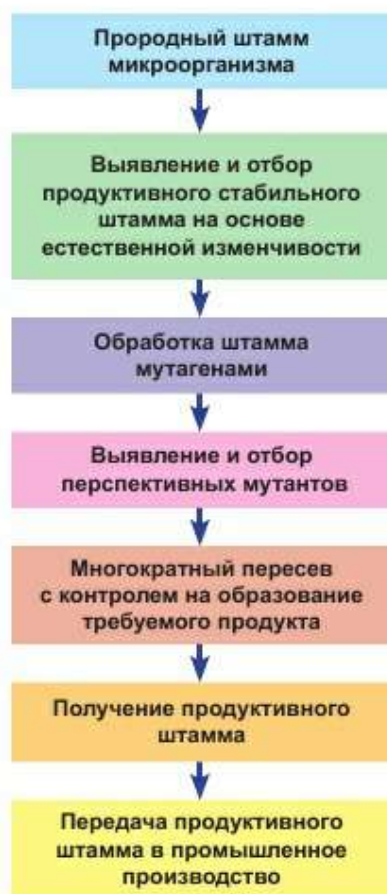 Прородный штамм
микроорганизма
Выявление и отбор
продуктивного стабильного
штамма на основе
естественной изменчивости
Обработка штамма
мутагенами
Выявление и отбор
перспективных мутантов
Многократный пересев
с контролем на образование
требуемого продукта
Получение продуктивного
штамма
Передача продуктивного
штамма в промышленное
производство